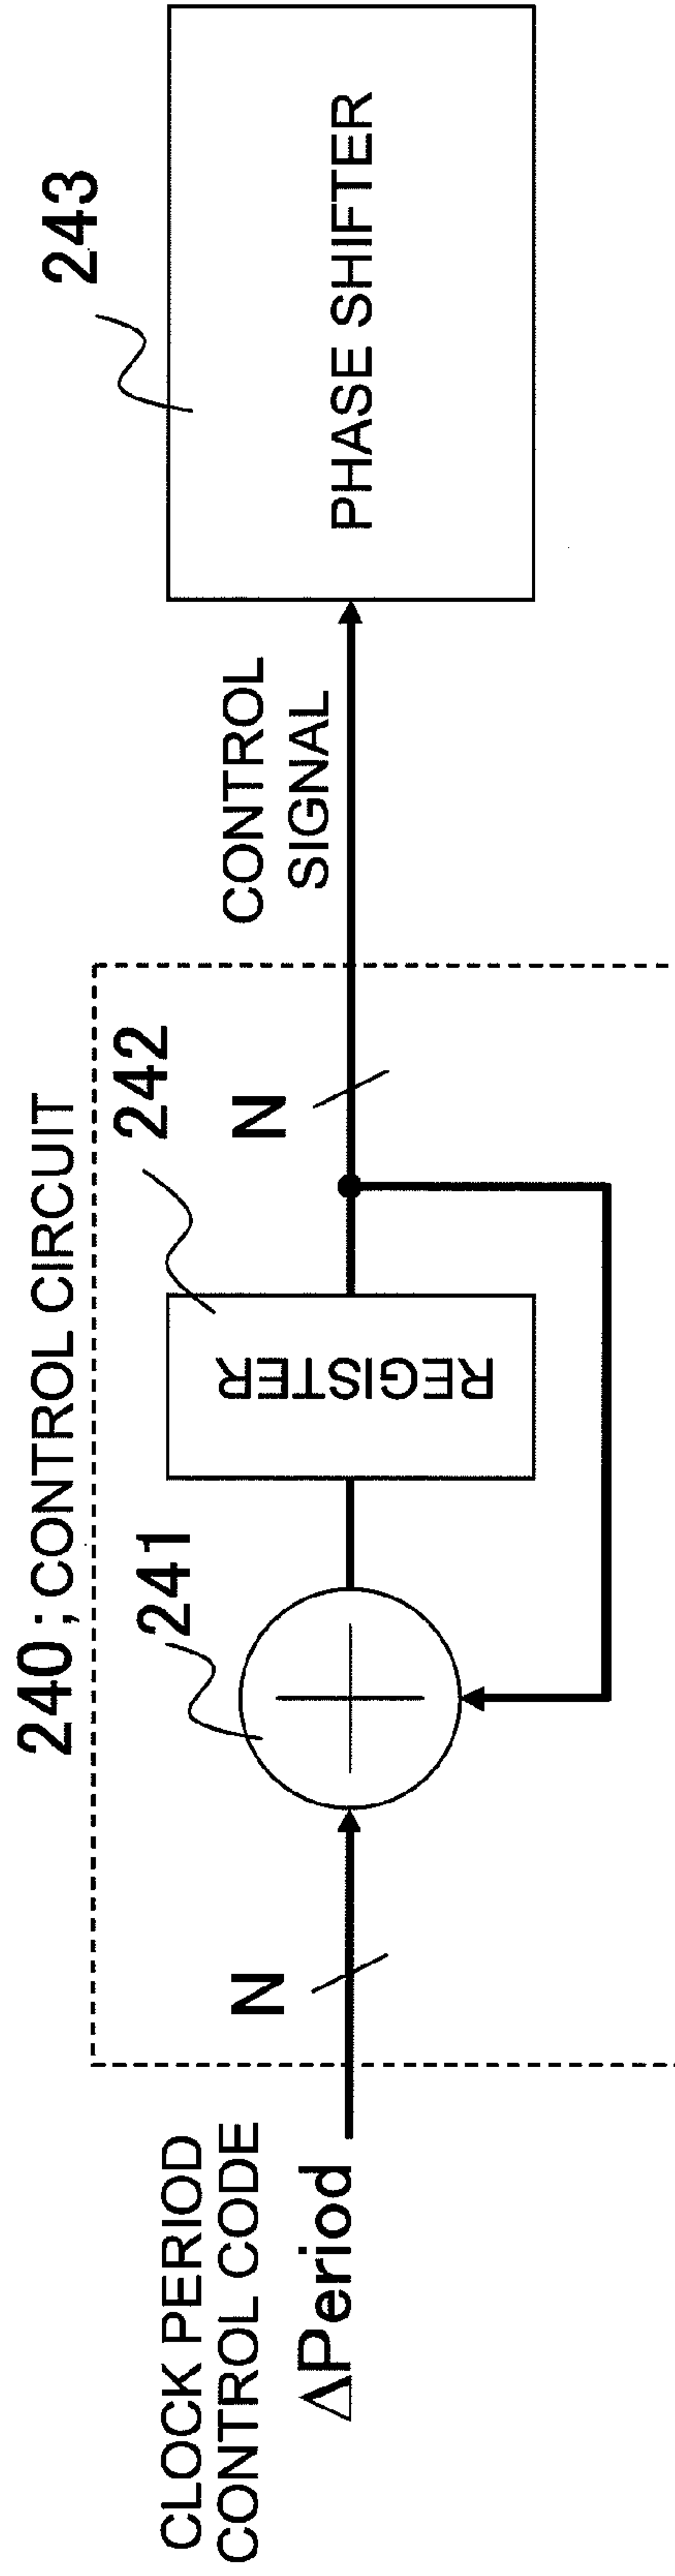 240; CONTROL CIRCUIT
CLOCK PERIOD
CONTROL CODE
ΔPeriod
N
241
REGISTER
242
N
CONTROL
SIGNAL
243
PHASE SHIFTER